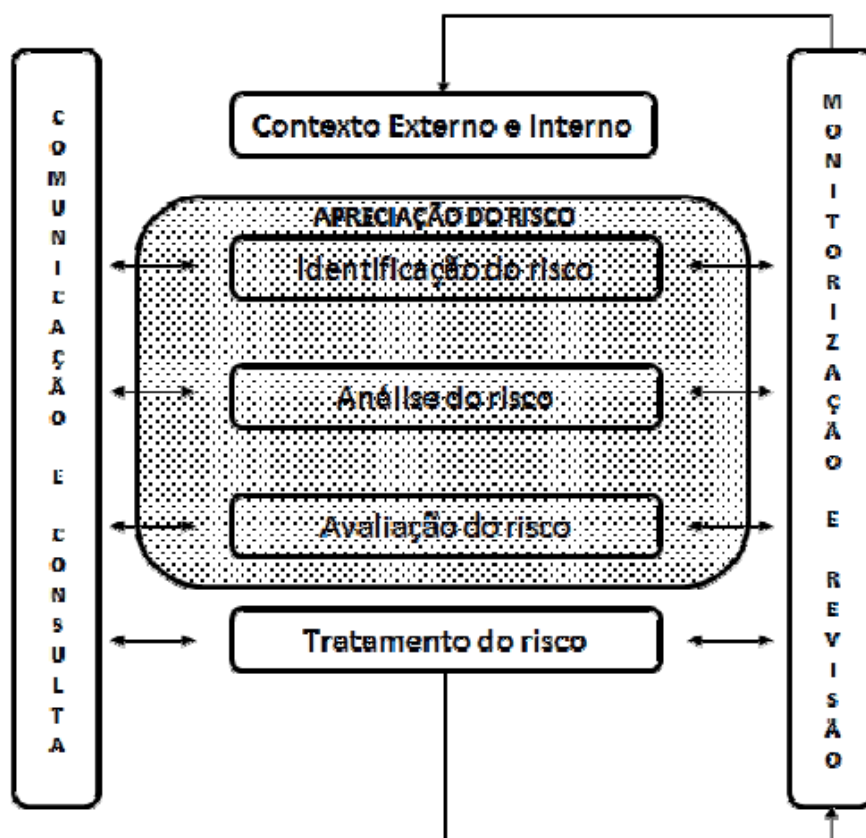 COMUNICAÇÃO E CONSULTA
Contexto Externo e Interno
APRECIAÇÃO DO RISCO
Identificação do risco
Análise do risco
Avaliação do risco
Tratamento do risco
MONITORIZAÇÃO E REVISÃO